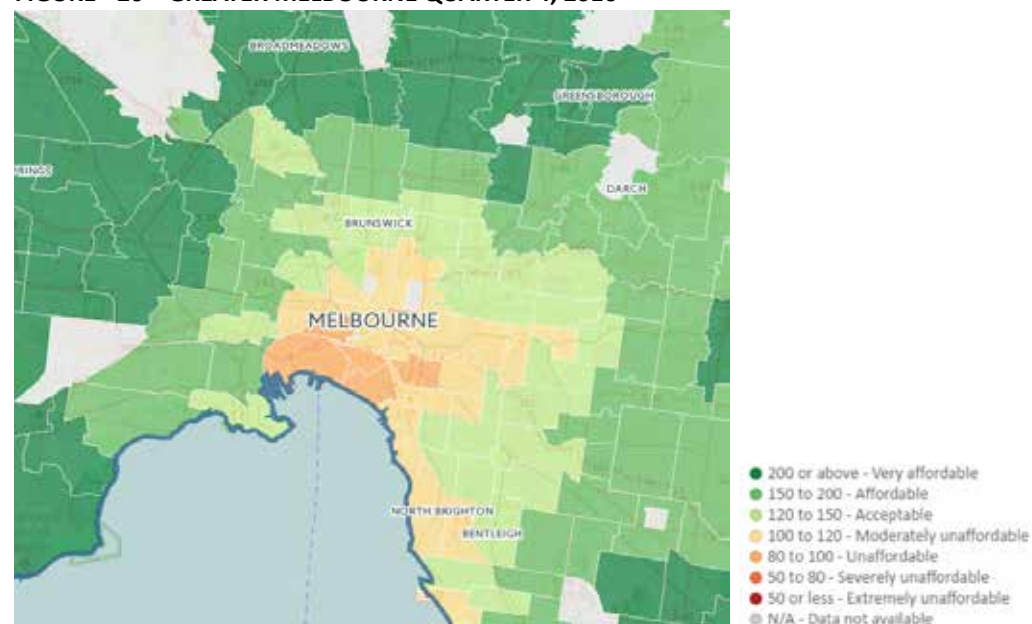 BROADMEADOWS
GREENSBOROUGH
RINGS
DARCH
BRUNSWICK
MELBOURNE
NORTH BRIGHTON
BENTLEIGH
200 or above - Very affordable
150 to 200 - Affordable
120 to 150 - Acceptable
100 to 120 - Moderately unaffordable
80 to 100 - Unaffordable
50 to 80 - Severely unaffordable
50 or less - Extremely unaffordable
N/A - Data not available